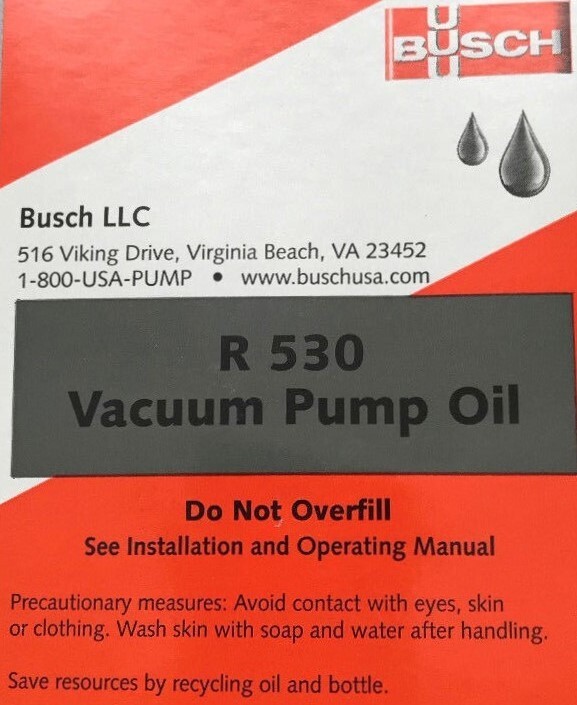 BUSCH
Busch LLC
516 Viking Drive, Virginia Beach, VA 23452
1-800-USA-PUMP • www.buschusa.com
R 530
Vacuum Pump Oil
Do Not Overfill
See Installation and Operating Manual
Precautionary measures: Avoid contact with eyes, skin
or clothing. Wash skin with soap and water after handling.
Save resources by recycling oil and bottle.